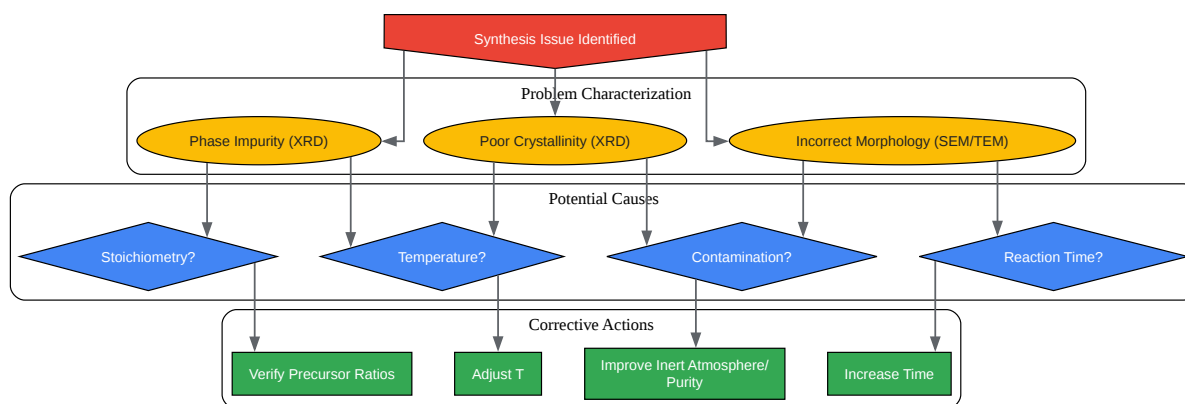 Synthesis Issue Identified
Problem Characterization
Phase Impurity (XRD)
Poor Crystallinity (XRD)
Incorrect Morphology (SEM/TEM)
Potential Causes
Stoichiometry?
Temperature?
Contamination?
Reaction Time?
Corrective Actions
Verify Precursor Ratios
Adjust T
Improve Inert Atmosphere/
Purity
Increase Time